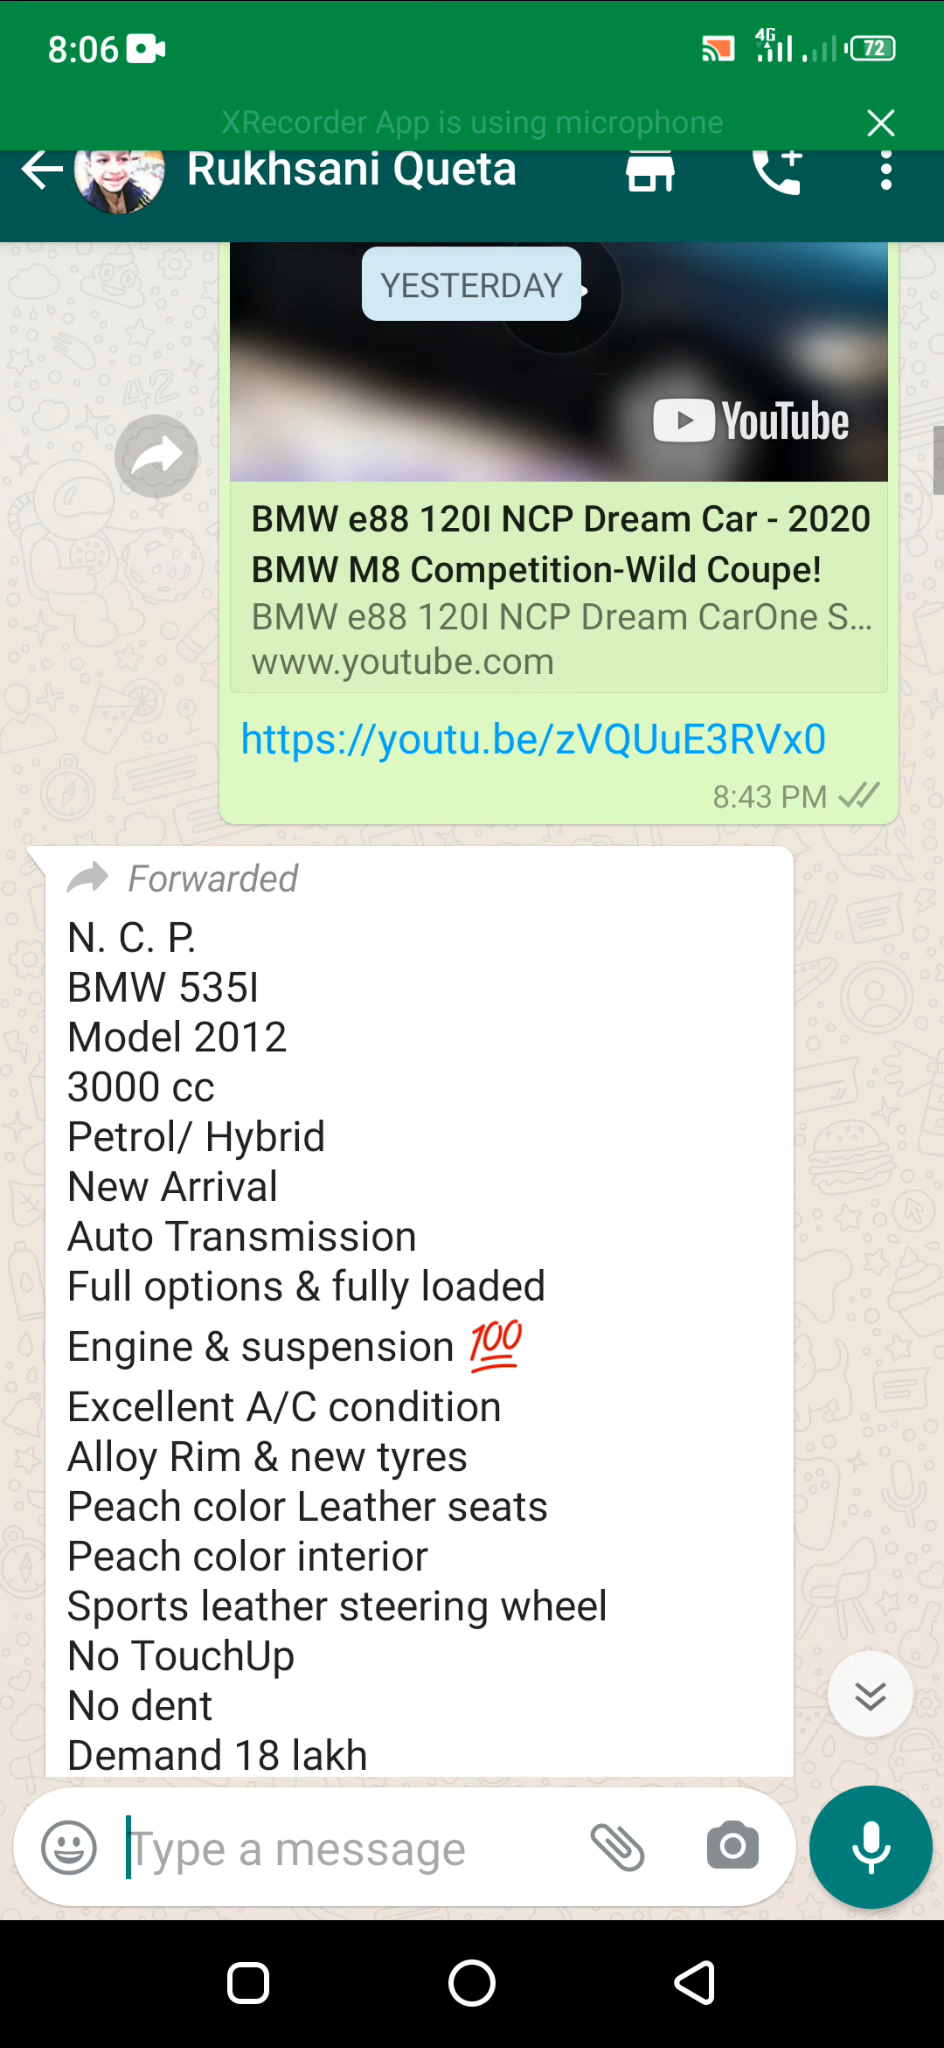 8:06
4G
72
XRecorder App is using microphone
Rukhsani Queta
YESTERDAY
YouTube
BMW e88 120I NCP Dream Car - 2020
BMW M8 Competition-Wild Coupe!
BMW e88 120I NCP Dream CarOne S...
www.youtube.com
https://youtu.be/zVQUuE3RVx0
8:43 PM
Forwarded
N. C. P.
BMW 535I
Model 2012
3000 cc
Petrol/ Hybrid
New Arrival
Auto Transmission
Full options & fully loaded
Engine & suspension 💯
Excellent A/C condition
Alloy Rim & new tyres
Peach color Leather seats
Peach color interior
Sports leather steering wheel
No TouchUp
No dent
Demand 18 lakh
Type a message